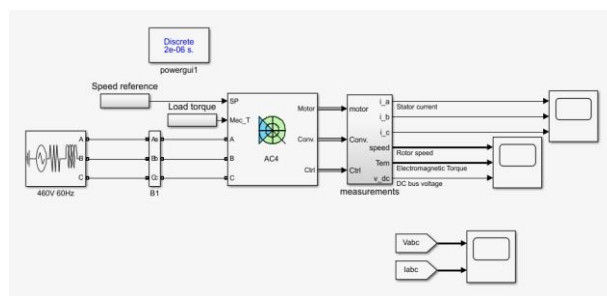 Discrete
2e-06 s.
powergui1
Speed reference
Load torque
SP
Mec_T
A
B
C
Motor
Conv.
Ctrl
AC4
motor
Conv.
Ctrl
i_a
i_b
i_c
speed
Tem
v_dc
measurements
Stator current
Rotor speed
Electromagnetic Torque
DC bus voltage
A
B
C
460V 60Hz
Aa
Bb
Cc
B1
Vabc
Iabc